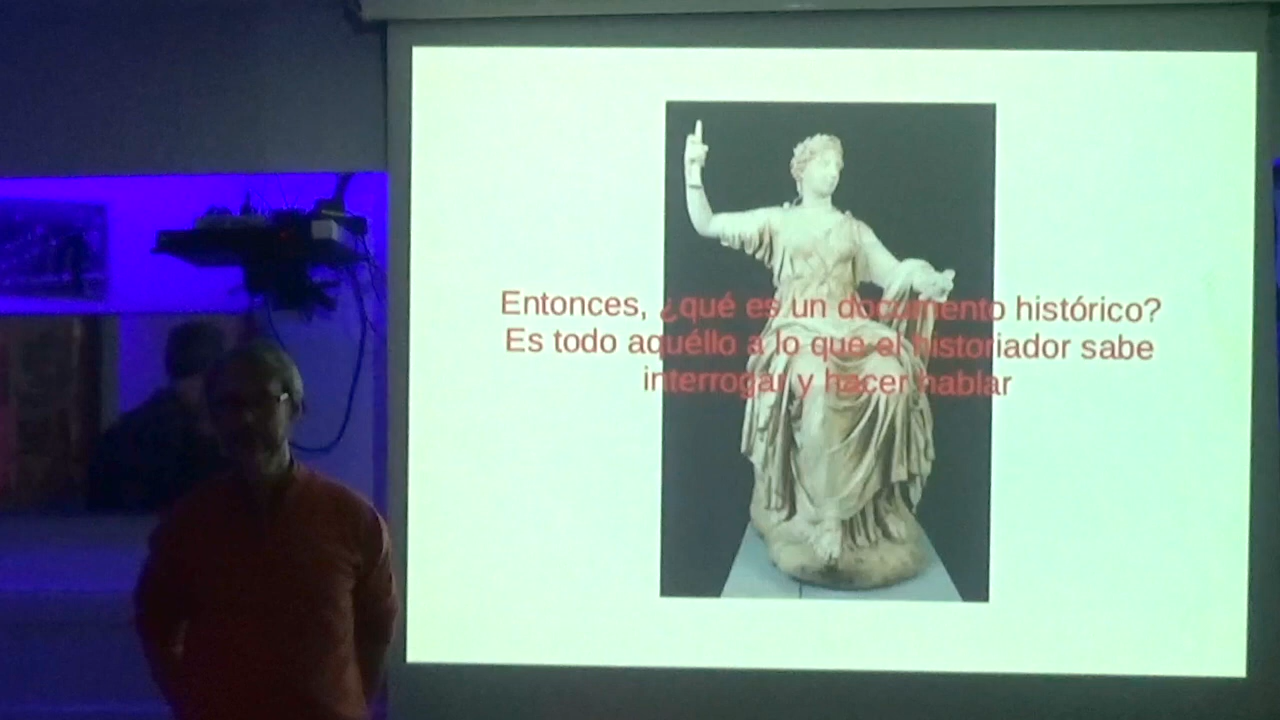 Entonces, ¿qué es un documento histórico?
Es todo aquéllo a lo que el historiador sabe
interrogar y hacer hablar